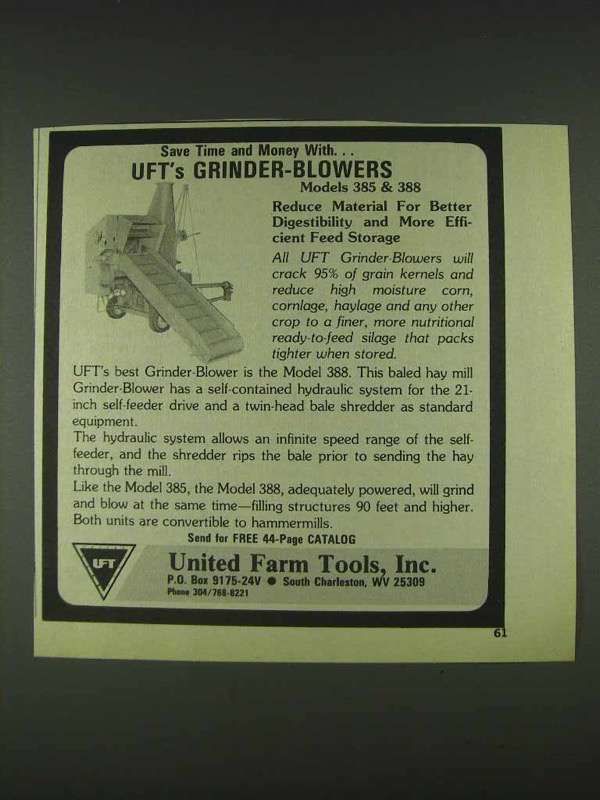 Save Time and Money With. . .
UFT's GRINDER-BLOWERS
Models 385 & 388
Reduce Material For Better
Digestibility and More Effi-
cient Feed Storage
All UFT Grinder-Blowers will
crack 95% of grain kernels and
reduce high moisture corn,
cornlage, haylage and any other
crop to a finer, more nutritional
ready-to-feed silage that packs
tighter when stored.
UFT's best Grinder-Blower is the Model 388. This baled hay mill
Grinder-Blower has a self-contained hydraulic system for the 21-
inch self-feeder drive and a twin-head bale shredder as standard
equipment.
The hydraulic system allows an infinite speed range of the self-
feeder, and the shredder rips the bale prior to sending the hay
through the mill.
Like the Model 385, the Model 388, adequately powered, will grind
and blow at the same time—filling structures 90 feet and higher.
Both units are convertible to hammermills.
Send for FREE 44-Page CATALOG
UFT
United Farm Tools, Inc.
P.O. Box 9175-24V ● South Charleston, WV 25309
Phone 304/768-8221
61